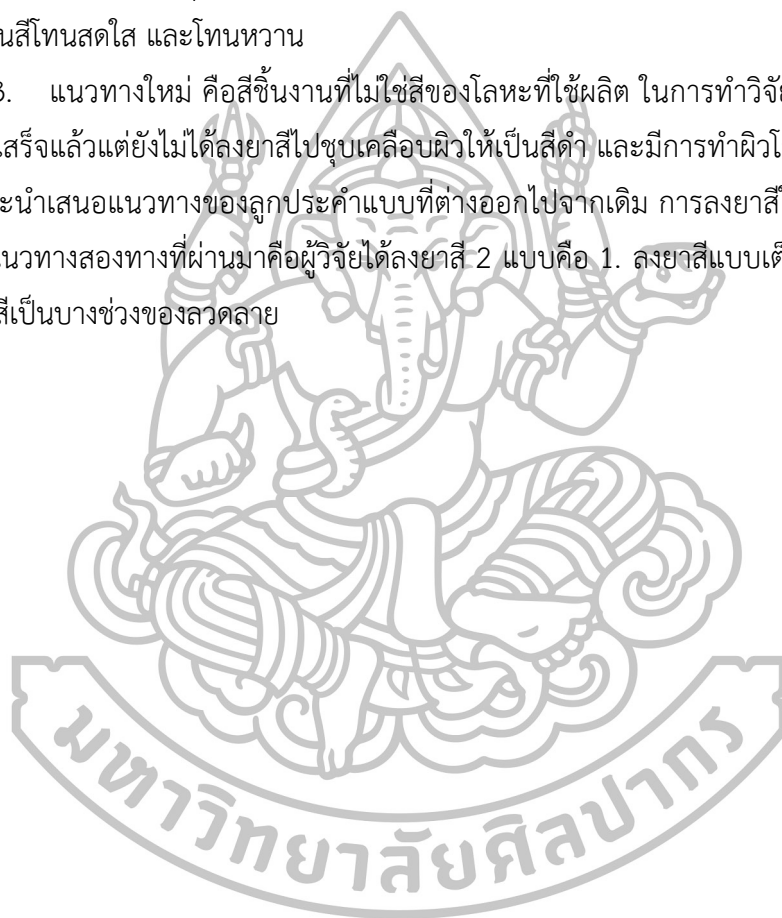 นสีโทนสดใส และโทนหวาน
3. แนวทางใหม่ คือสีชิ้นงานที่ไม่ใช่สีของโลหะที่ใช้ผลิต ในการทำวิจัย
เสร็จแล้วแต่ยังไม่ได้ลงยาสีไปชุบเคลือบผิวให้เป็นสีดำ และมีการทำผิวโ
ะนำเสนอแนวทางของลูกประคำแบบที่ต่างออกไปจากเดิม การลงยาสี
แนวทางสองทางที่ผ่านมาคือผู้วิจัยได้ลงยาสี 2 แบบคือ 1. ลงยาสีแบบเต็
สีเป็นบางช่วงของลวดลาย
มหาวิทยาลัยศิลปากร